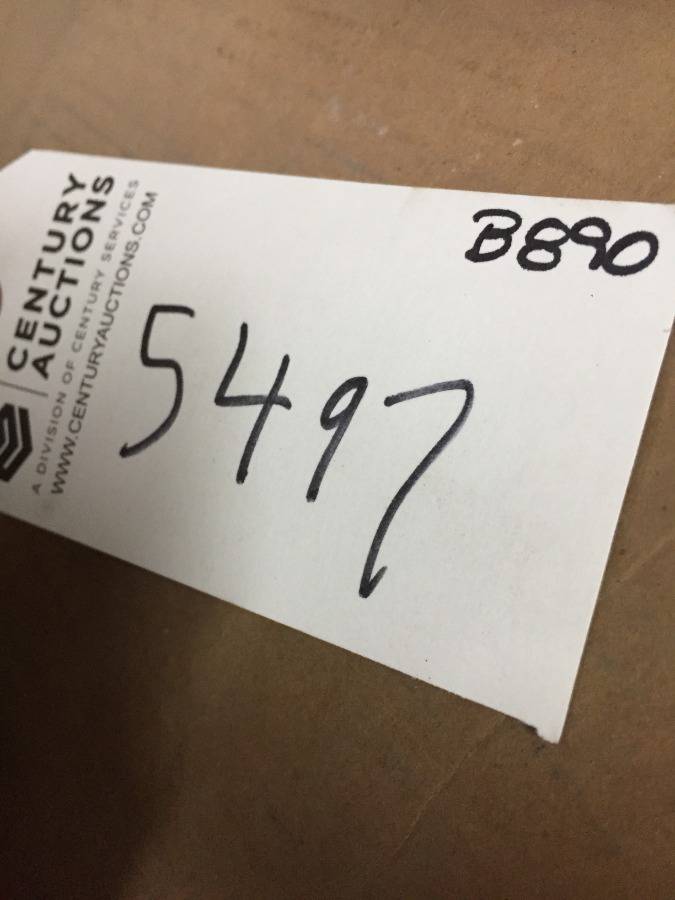 CENTURY
AUCTIONS
A DIVISION OF CENTURY SERVICES
WWW.CENTURYAUCTIONS.COM
B890
5497